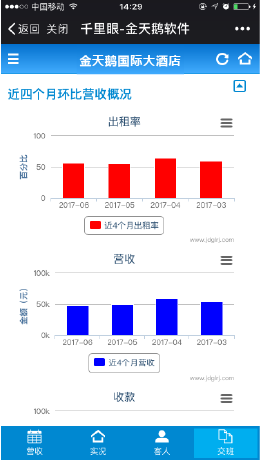 中国移动 14:29
返回 关闭 千里眼-金天鹅软件
金天鹅国际大酒店
近四个月环比营收概况
出租率
100
50
0
百分比
2017-06 2017-05 2017-04 2017-03
近4个月出租率
www.jdglrj.com
营收
100k
50k
0k
金额（元）
2017-06 2017-05 2017-04 2017-03
近4个月营收
www.jdglrj.com
收款
100k
营收 实况 客人 交班